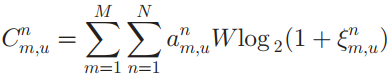 C^n_{m,u} = \sum_{m=1}^{M} \sum_{n=1}^{N} a^n_{m,u} W \log_2(1 + \xi^n_{m,u})